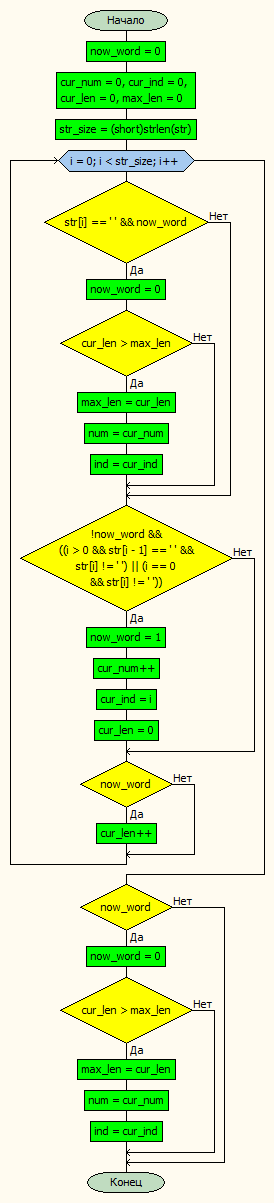 Начало
now_word = 0
cur_num = 0, cur_ind = 0,
cur_len = 0, max_len = 0
str_size = (short)strlen(str)
i = 0; i < str_size; i++
str[i] == ' ' && now_word
Нет
Да
now_word = 0
cur_len > max_len
Нет
Да
max_len = cur_len
num = cur_num
ind = cur_ind
!now_word &&
((i > 0 && str[i - 1] == ' ' &&
str[i] != ' ') || (i == 0
&& str[i] != ' '))
Нет
Да
now_word = 1
cur_num++
cur_ind = i
cur_len = 0
now_word
Нет
Да
cur_len++
now_word
Нет
Да
now_word = 0
cur_len > max_len
Нет
Да
max_len = cur_len
num = cur_num
ind = cur_ind
Конец